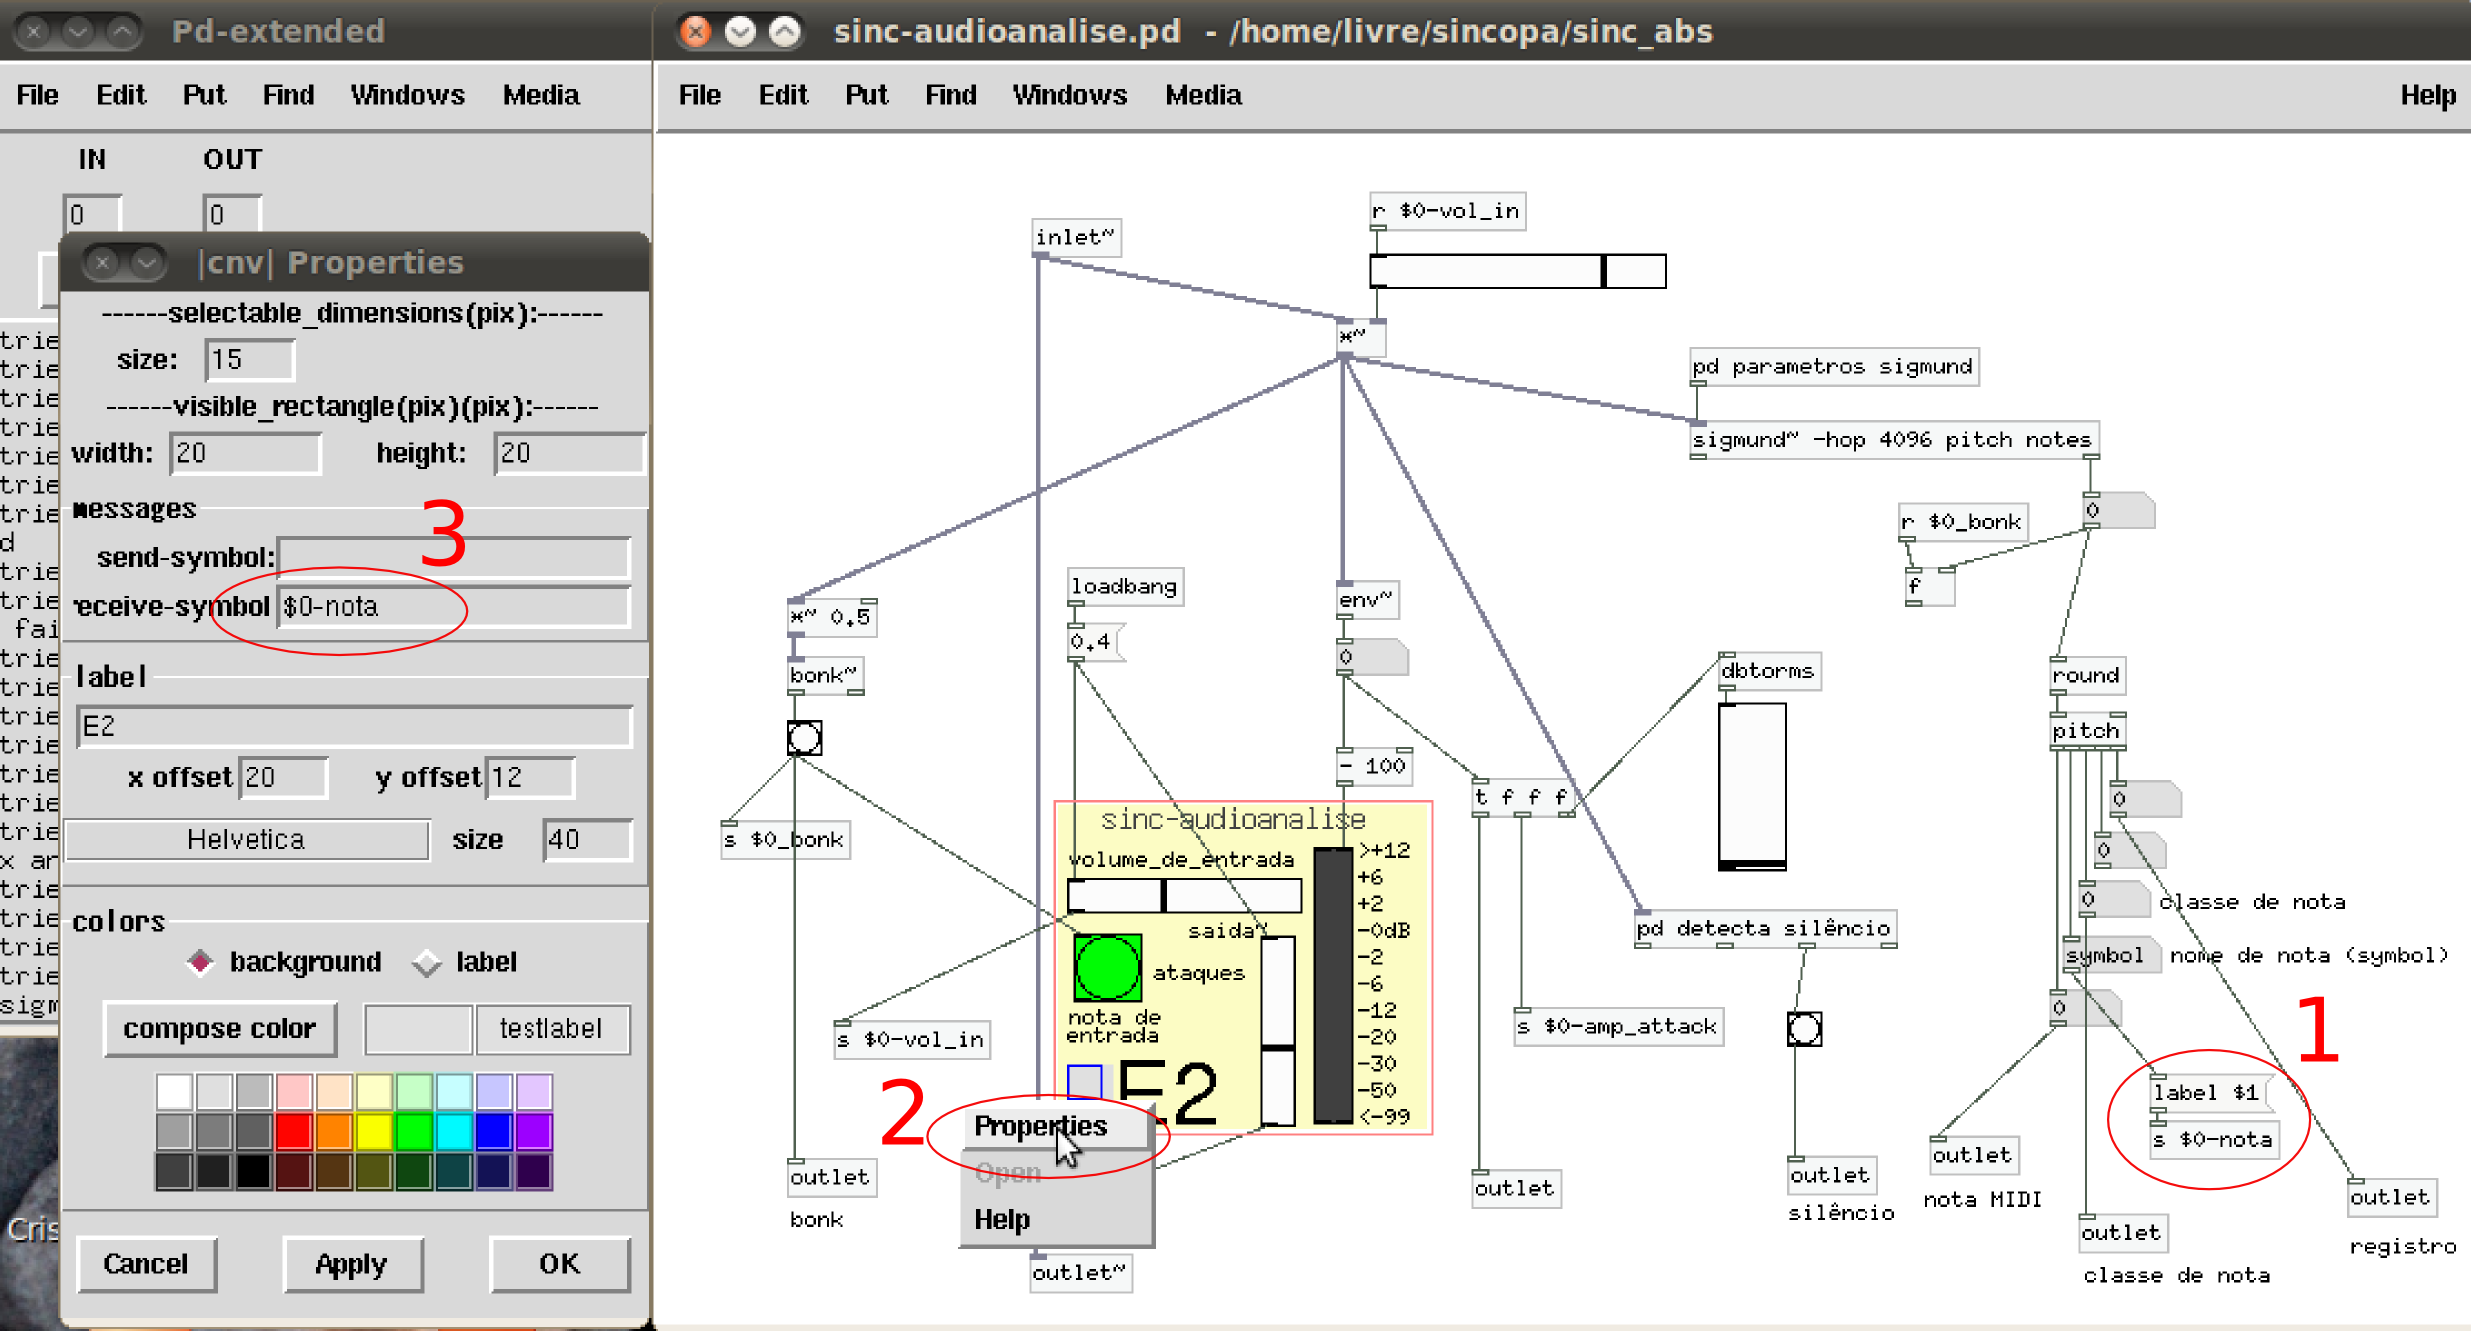 Pd-extended
File Edit Put Find Windows Media
IN OUT
0 0
|cnv| Properties
------selectable_dimensions(pix):------
size: 15
------visible_rectangle(pix)(pix):------
width: 20 height: 20
messages
3
send-symbol:
eceive-symbol $0-nota
label
E2
x offset 20 y offset 12
Helvetica size 40
colors
background label
compose color testlabel
Cancel Apply OK
trie
trie
trie
trie
trie
trie
trie
d
trie
trie
fai
trie
trie
trie
trie
trie
trie
trie
trie
x ar
trie
trie
trie
trie
sigm
Cris
sinc-audioanalise.pd - /home/livre/sincopa/sinc_abs
File Edit Put Find Windows Media Help
r $0-vol_in
inlet~
*~
pd parametros sigmund
sigmund~ -hop 4096 pitch notes
0
r $0_bonk
f
loadbang
0.4
env~
0
*~ 0.5
bonk~
dbtorms
round
pitch
- 100
t f f f
0
0
0 classe de nota
symbol nome de nota (symbol)
0
s $0_bonk
sinc-audioanalise
volume_de_entrada
saida~
ataques
nota de
entrada
E2
>+12
+6
+2
-0dB
-2
-6
-12
-20
-30
-50
<-99
pd detecta silêncio
s $0-vol_in
s $0-amp_attack
1
label $1
s $0-nota
2
Properties
Open
Help
outlet
bonk
outlet~
outlet
outlet
silêncio
outlet
nota MIDI
outlet
classe de nota
outlet
registro